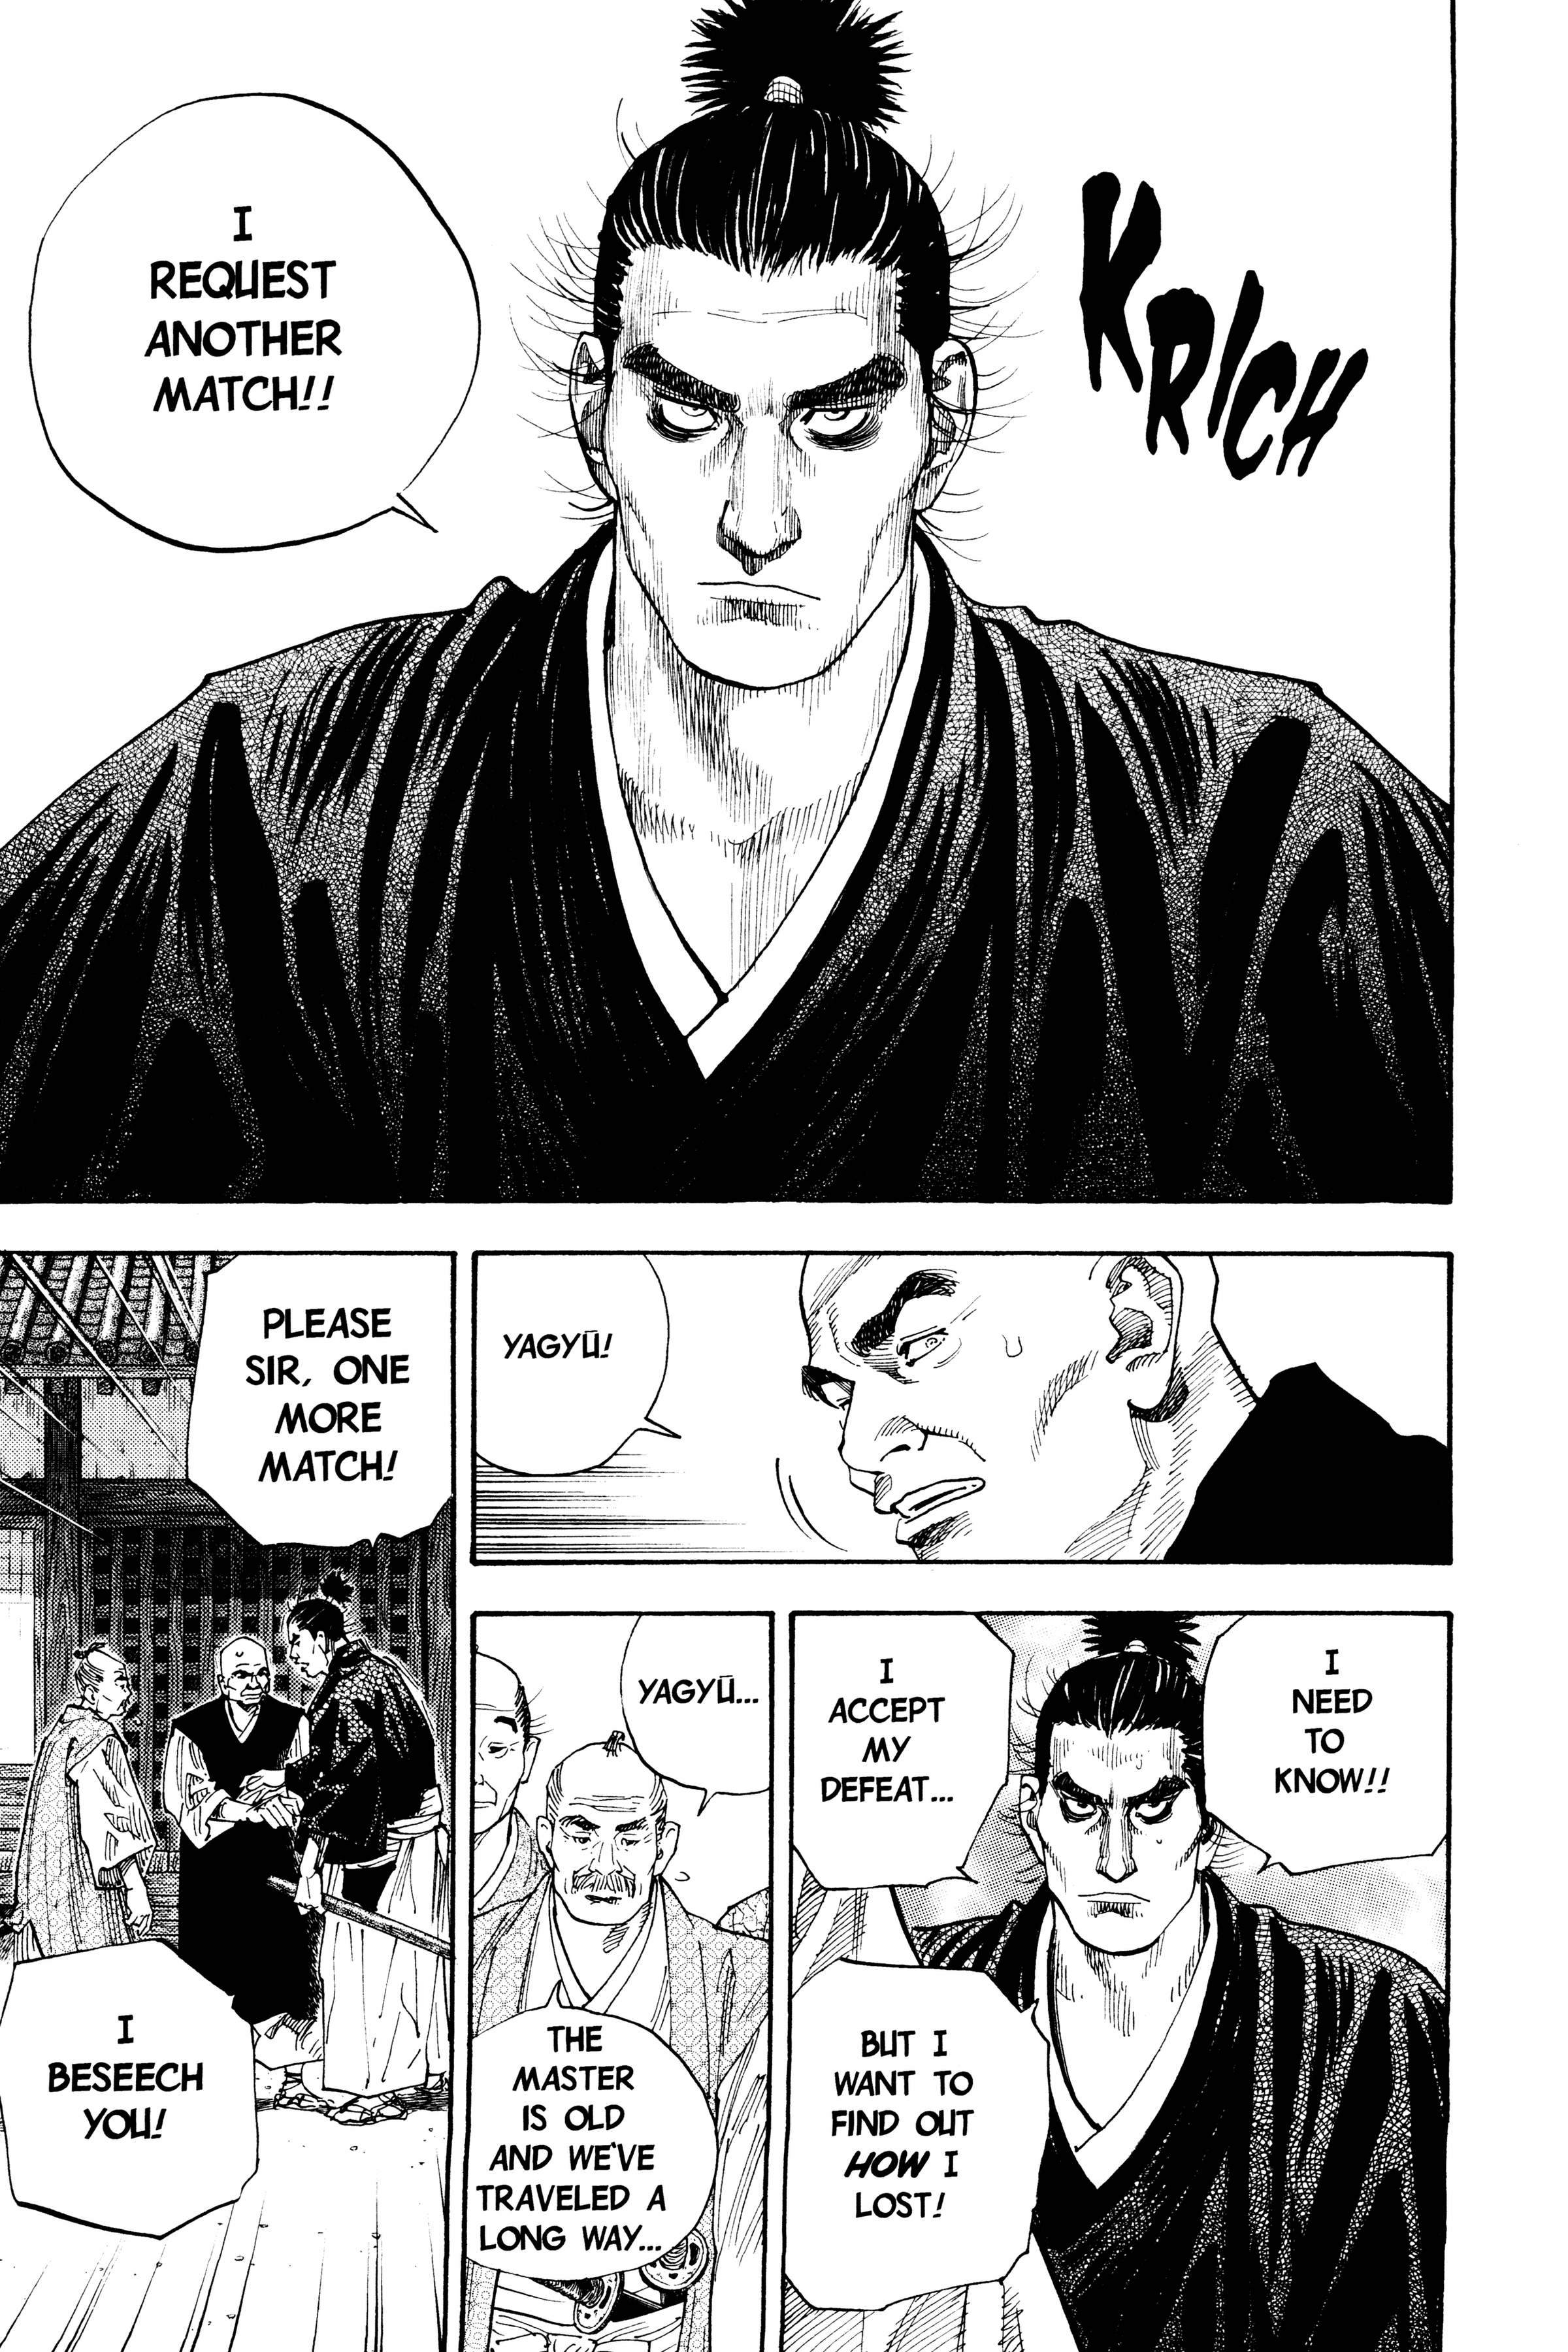 I
REQUEST
ANOTHER
MATCH!!
KRICH
YAGYŪ!
I
NEED
TO
KNOW!!
I
ACCEPT
MY
DEFEAT...
BUT I
WANT TO
FIND OUT
HOW I
LOST!
YAGYŪ...
THE
MASTER
IS OLD
AND WE'VE
TRAVELED A
LONG WAY...
PLEASE
SIR, ONE
MORE
MATCH!
I
BESEECH
YOU!